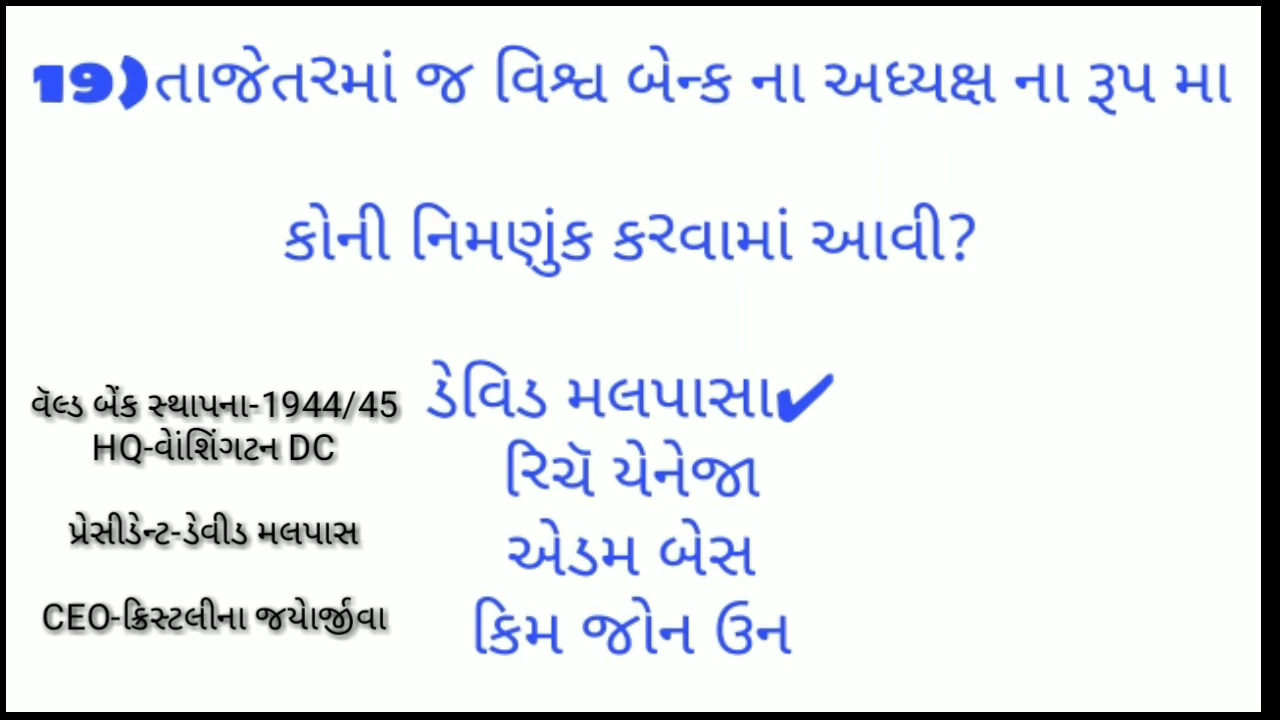 19)તાજેતરમાં જ વિશ્વ બેન્ક ના અધ્યક્ષ ના રૂપ મા
કોની નિમણુંક કરવામાં આવી?
ડેવિડ મલપાસા✔
રિચૅ યેનેજા
એડમ બેસ
કિમ જોન ઉન
વૅલ્ડ બેંક સ્થાપના-1944/45
HQ-વેાંશિંગટન DC
પ્રેસીડેન્ટ-ડેવીડ મલપાસ
CEO-ક્રિસ્ટલીના જયેાર્જીવા